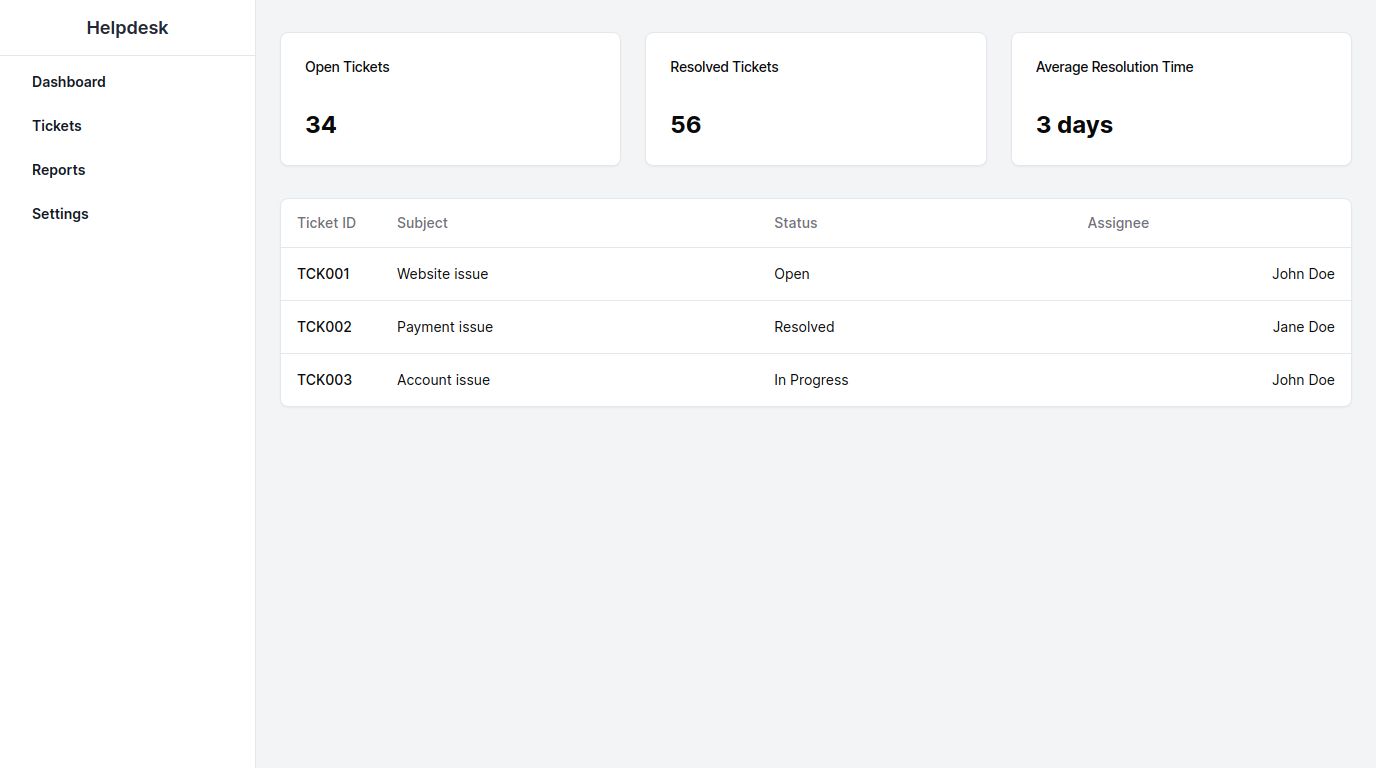 Helpdesk
Dashboard
Tickets
Reports
Settings
Open Tickets
34
Resolved Tickets
56
Average Resolution Time
3 days
Ticket ID Subject Status Assignee
TCK001 Website issue Open John Doe
TCK002 Payment issue Resolved Jane Doe
TCK003 Account issue In Progress John Doe